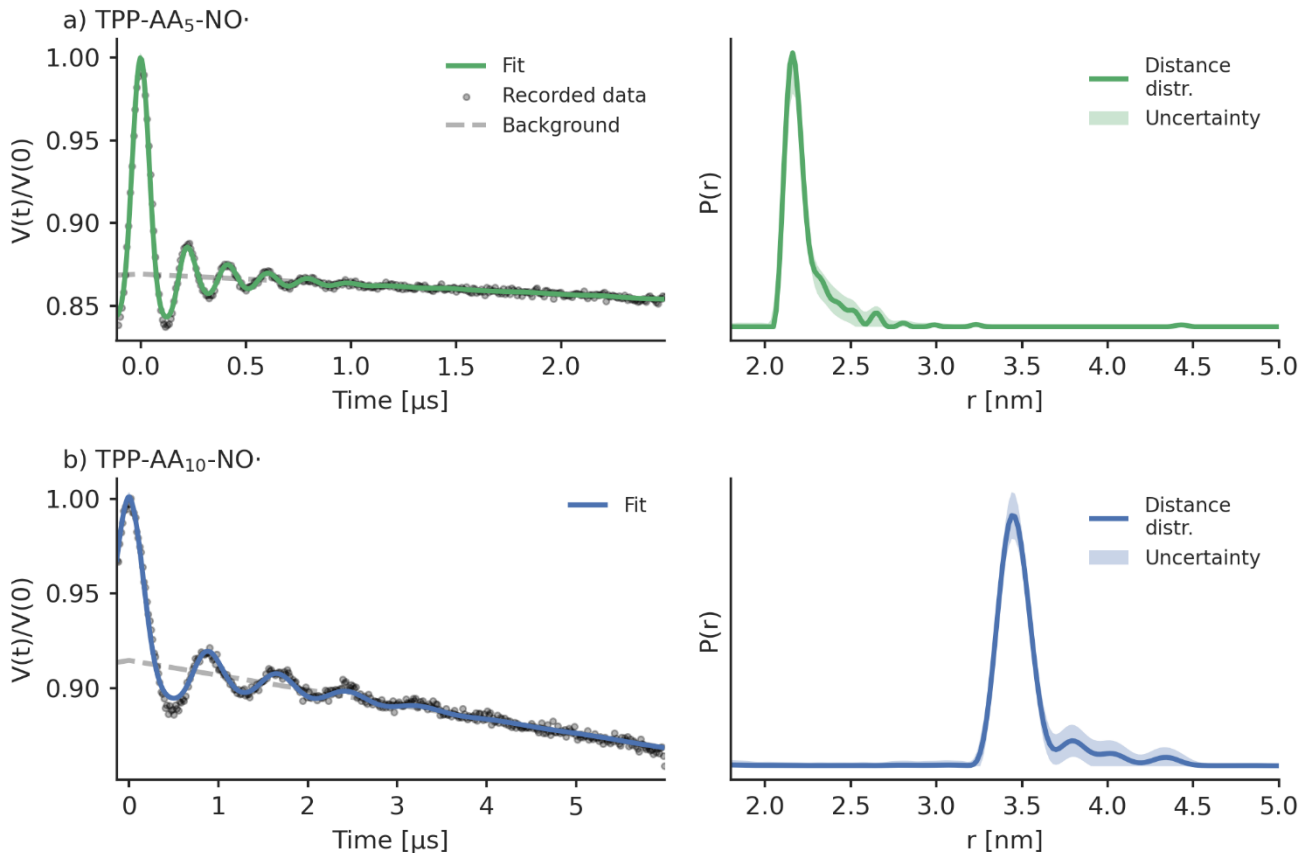 a) TPP-AA₅-NO·
V(t)/V(0)
1.00
0.95
0.90
0.85
Fit
Recorded data
Background
0.0 0.5 1.0 1.5 2.0
Time [μs]
P(r)
Distance
distr.
Uncertainty
2.0 2.5 3.0 3.5 4.0 4.5 5.0
r [nm]
b) TPP-AA₁₀-NO·
V(t)/V(0)
1.00
0.95
0.90
Fit
0 1 2 3 4 5
Time [μs]
P(r)
Distance
distr.
Uncertainty
2.0 2.5 3.0 3.5 4.0 4.5 5.0
r [nm]